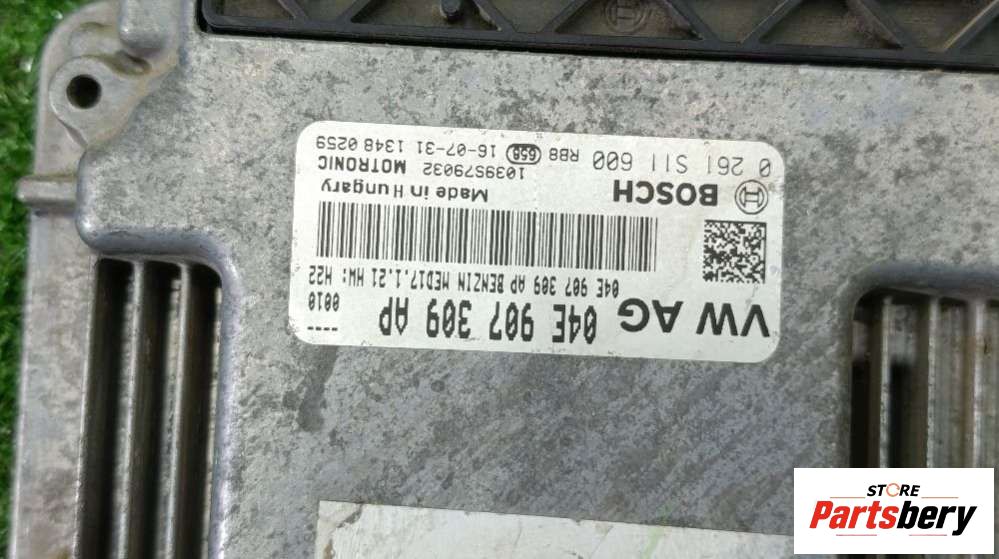 VW AG 04E 907 309 AP
---
0010
04E 907 309 AP BENZIN MED17.1.21 HW: H22
BOSCH
Made in Hungary
1039S79032 MOTRONIC
0 261 S11 600 RB8 658 16-07-31 1348 0259
STORE
Partsbery